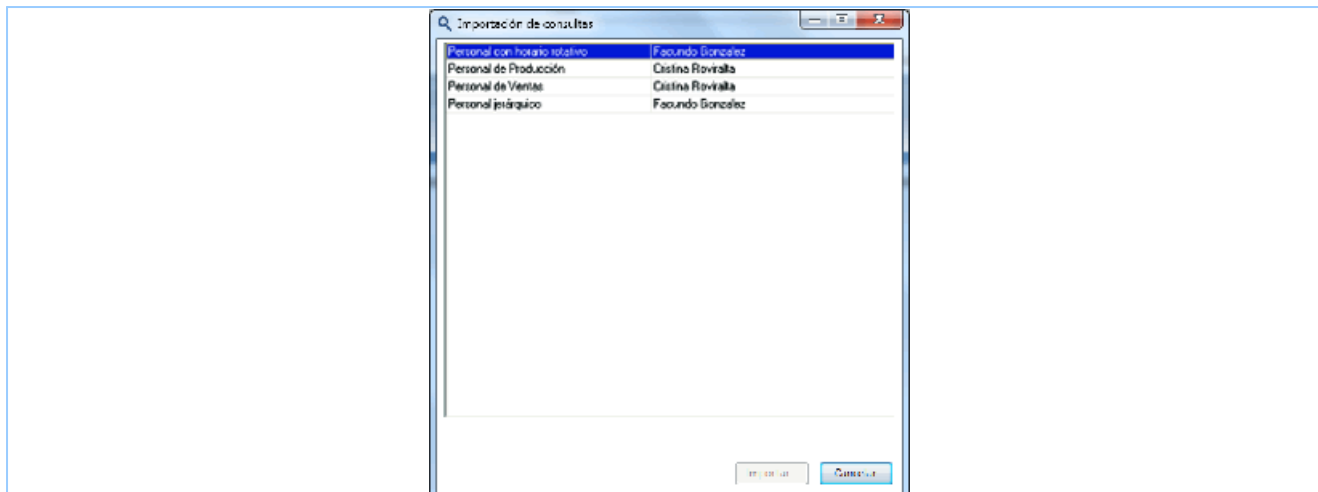 Importación de consultas
Personal con horario rotativo Facundo Gonzalez
Personal de Producción Cristina Roviralta
Personal de Ventas Cristina Roviralta
Personal jerárquico Facundo Gonzalez
Importar Cancelar